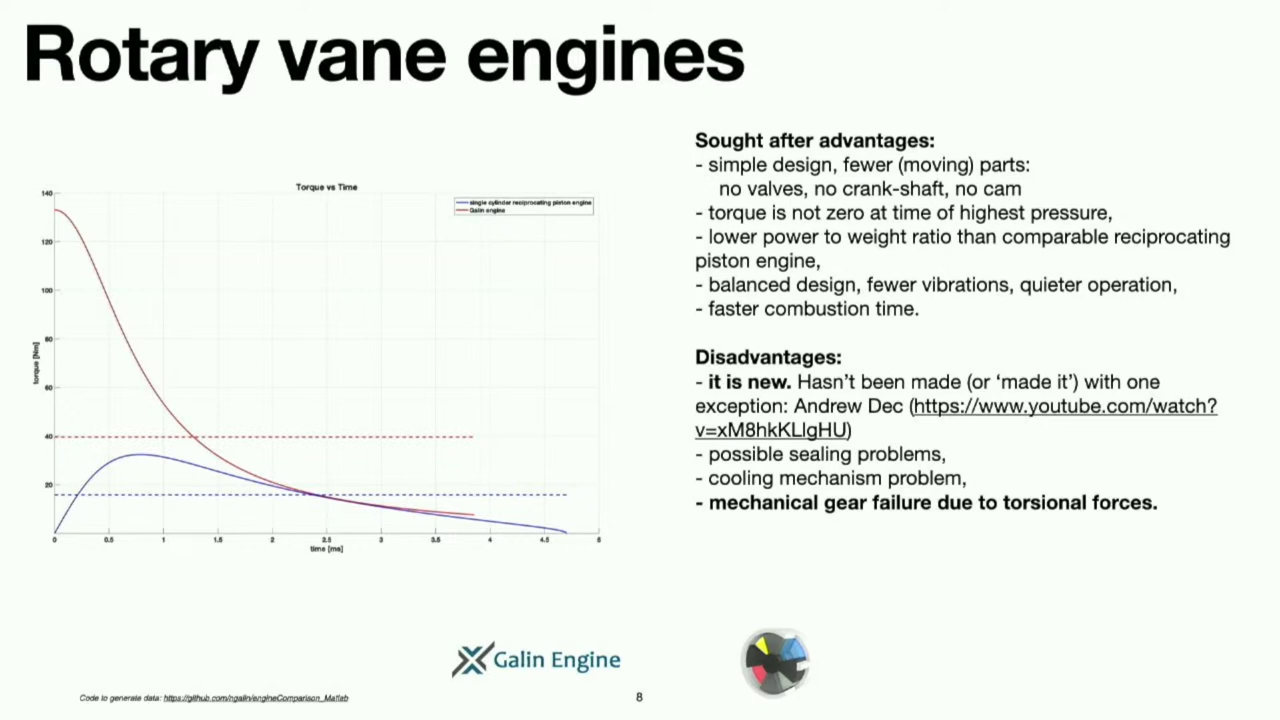 Rotary vane engines
Torque vs Time
single cylinder reciprocating piston engine
Galin engine
140
120
100
80
60
40
20
torque [Nm]
0 0.5 1 1.5 2 2.5 3 3.5 4 4.5 5
time [ms]
Sought after advantages:
- simple design, fewer (moving) parts:
no valves, no crank-shaft, no cam
- torque is not zero at time of highest pressure,
- lower power to weight ratio than comparable reciprocating
piston engine,
- balanced design, fewer vibrations, quieter operation,
- faster combustion time.
Disadvantages:
- it is new. Hasn't been made (or 'made it') with one
exception: Andrew Dec (https://www.youtube.com/watch?
v=xM8hkKLlgHU)
- possible sealing problems,
- cooling mechanism problem,
- mechanical gear failure due to torsional forces.
Galin Engine
Code to generate data: https://github.com/ngalin/engineComparison_Matlab
8